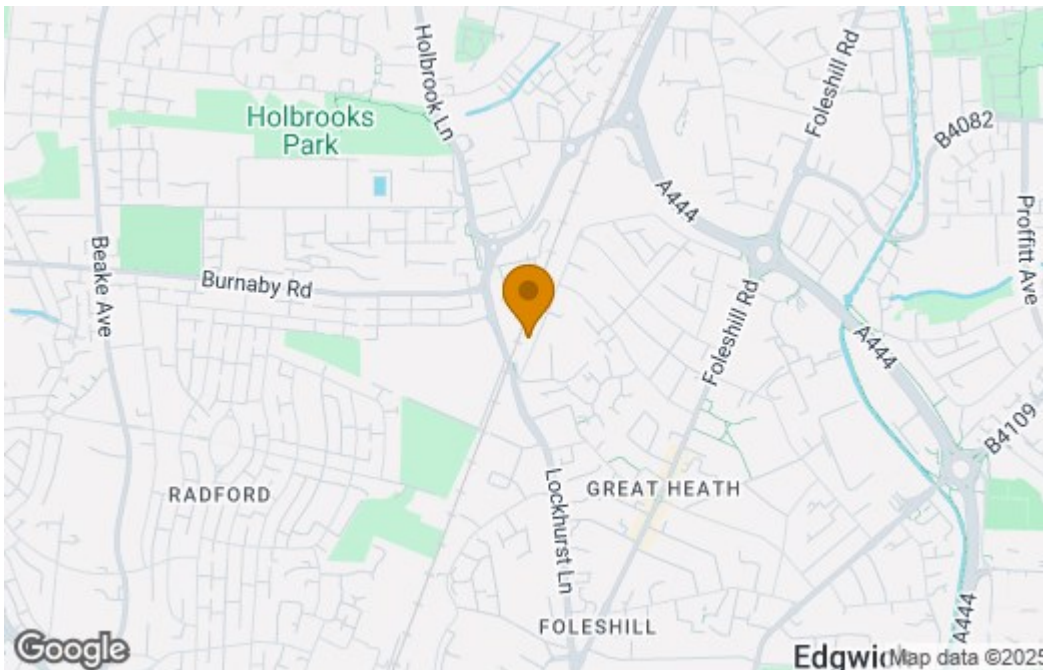 Holbrook Ln
Foleshill Rd
Holbrooks
Park
B4082
A444
Proffitt Ave
Beake Ave
Burnaby Rd
Foleshill Rd
A444
B4109
RADFORD
GREAT HEATH
Lockhurst Ln
FOLESHILL
A444
Google
Edgwic
Map data ©2025